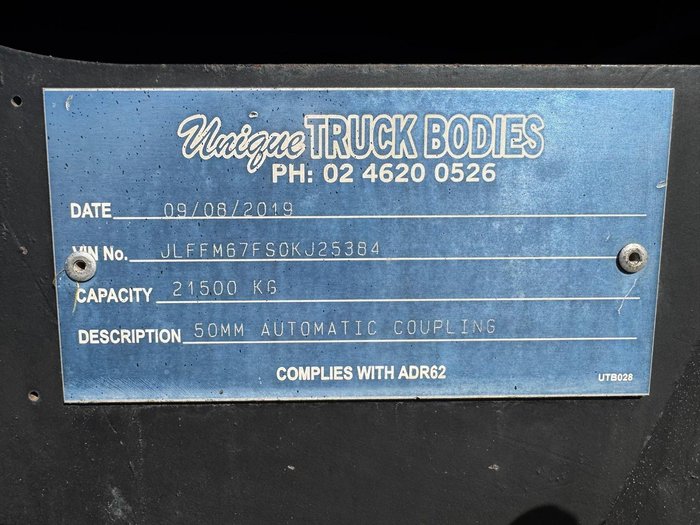 Unique TRUCK BODIES
PH: 02 4620 0526
DATE 09/08/2019
VIN No. JLFFM67FS0KJ25384
CAPACITY 21500 KG
DESCRIPTION 50MM AUTOMATIC COUPLING
COMPLIES WITH ADR62
UTB028